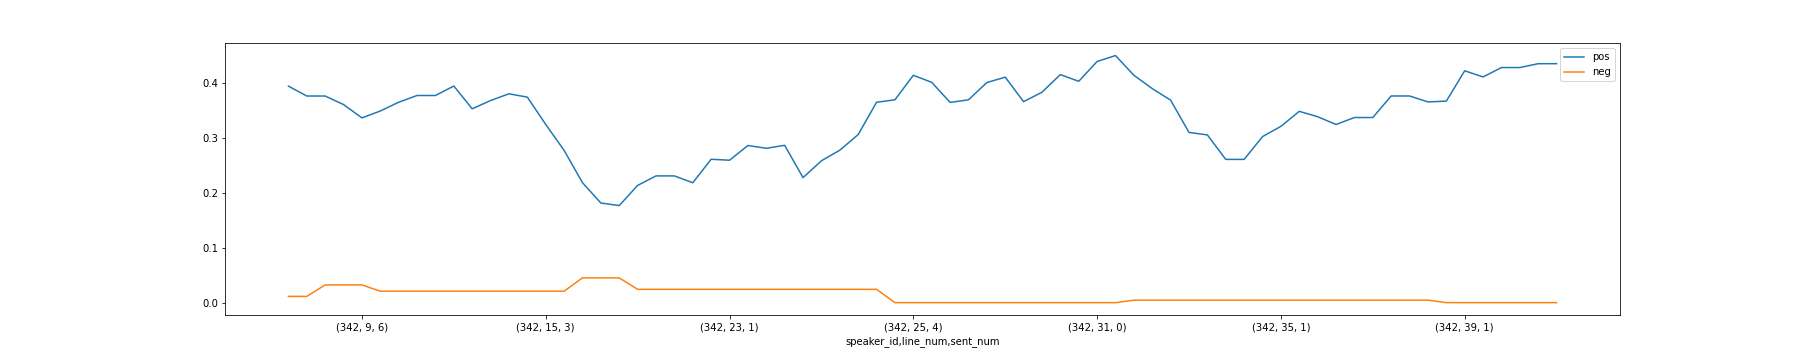 pos
neg
0.4
0.3
0.2
0.1
0.0
(342, 9, 6) (342, 15, 3) (342, 23, 1) (342, 25, 4) (342, 31, 0) (342, 35, 1) (342, 39, 1)
speaker_id,line_num,sent_num